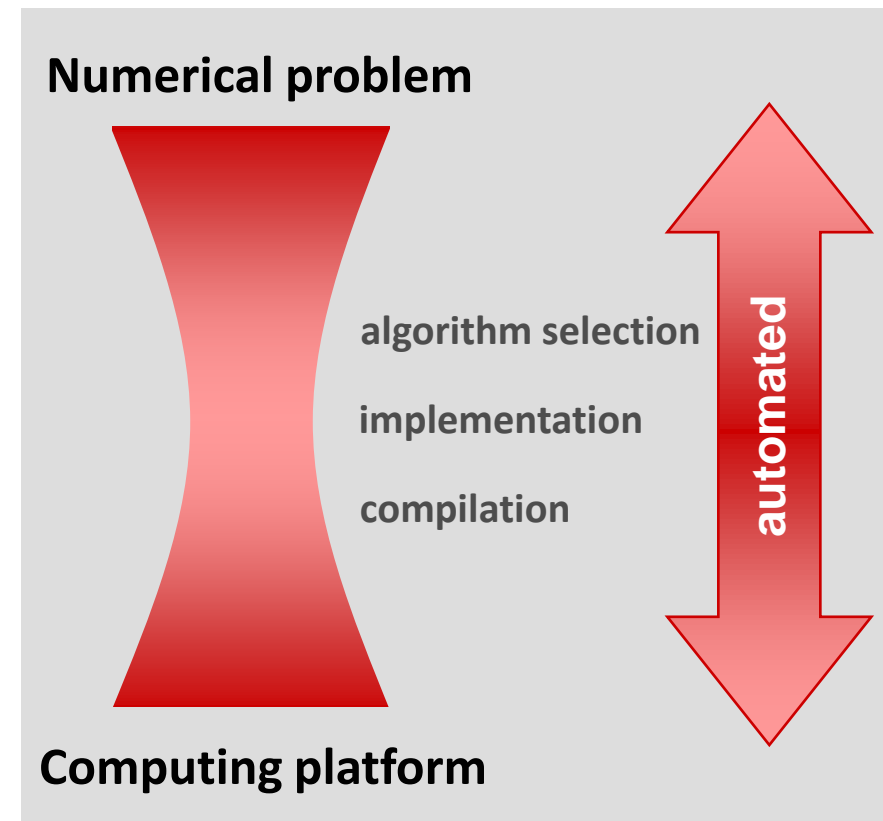 Numerical problem
algorithm selection
implementation
compilation
automated
Computing platform